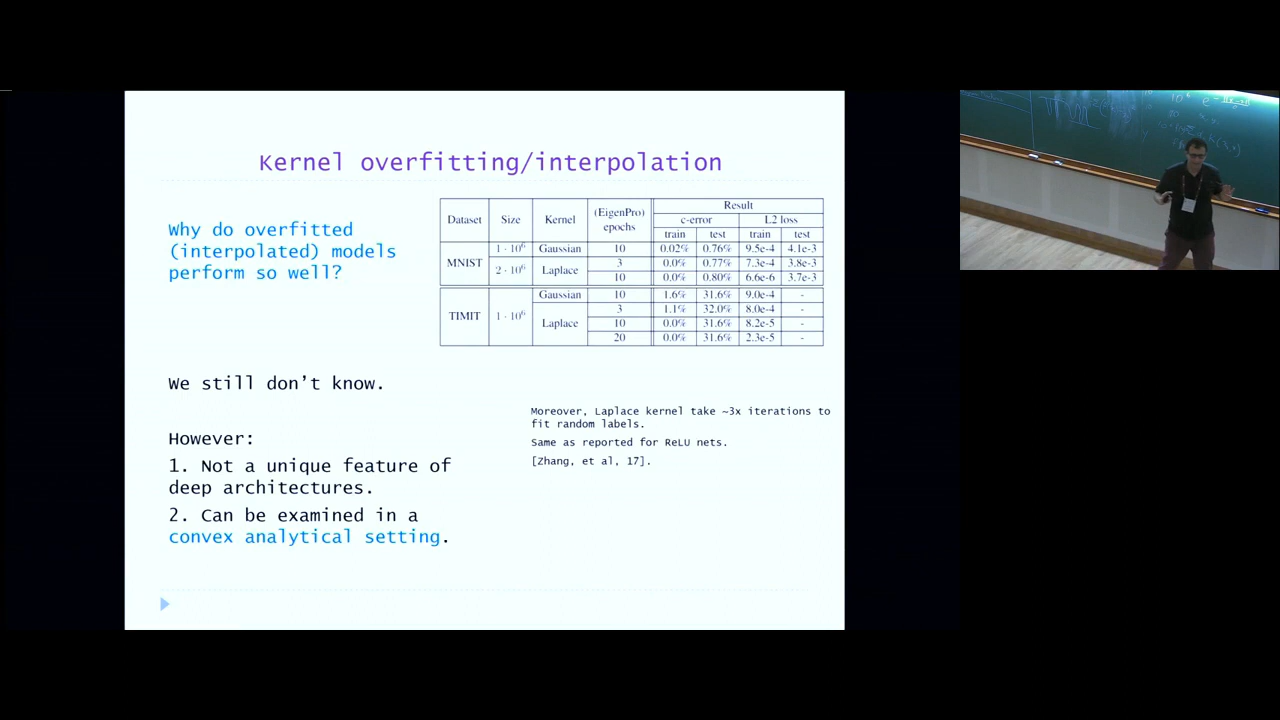 Kernel overfitting/interpolation
Why do overfitted
(interpolated) models
perform so well?
Dataset Size Kernel (EigenPro) epochs Result
c-error L2 loss
train test train test
MNIST 1 · 10⁶ Gaussian 10 0.02% 0.76% 9.5e-4 4.1e-3
2 · 10⁶ Laplace 3 0.0% 0.77% 7.3e-4 3.8e-3
10 0.0% 0.80% 6.6e-6 3.7e-3
TIMIT 1 · 10⁶ Gaussian 10 1.6% 31.6% 9.0e-4 -
Laplace 3 1.1% 32.0% 8.0e-4 -
10 0.0% 31.6% 8.2e-5 -
20 0.0% 31.6% 2.3e-5 -
We still don't know.
Moreover, Laplace kernel take ~3x iterations to
fit random labels.
Same as reported for ReLU nets.
[Zhang, et al, 17].
However:
1. Not a unique feature of
deep architectures.
2. Can be examined in a
convex analytical setting.